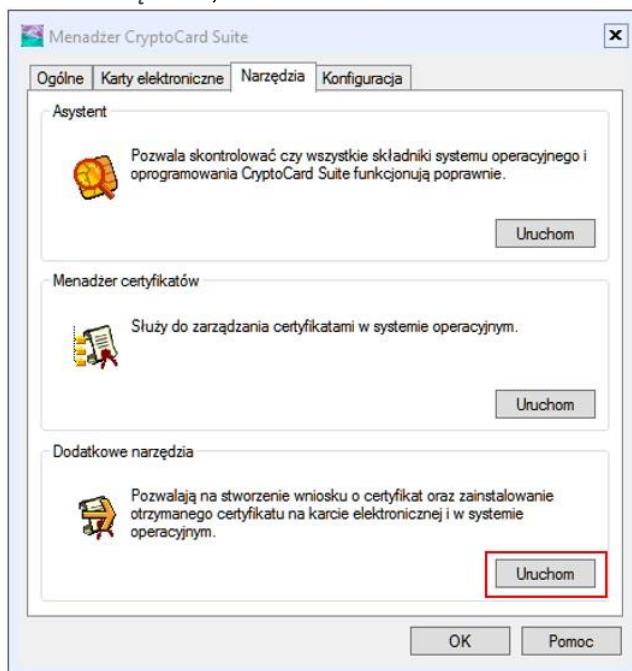 Menadżer CryptoCard Suite
Ogólne Karty elektroniczne Narzędzia Konfiguracja
Asystent
Pozwala skontrolować czy wszystkie składniki systemu operacyjnego i
oprogramowania CryptoCard Suite funkcjonują poprawnie.
Uruchom
Menadżer certyfikatów
Służy do zarządzania certyfikatami w systemie operacyjnym.
Uruchom
Dodatkowe narzędzia
Pozwalają na stworzenie wniosku o certyfikat oraz zainstalowanie
otrzymanego certyfikatu na karcie elektronicznej i w systemie
operacyjnym.
Uruchom
OK Pomoc